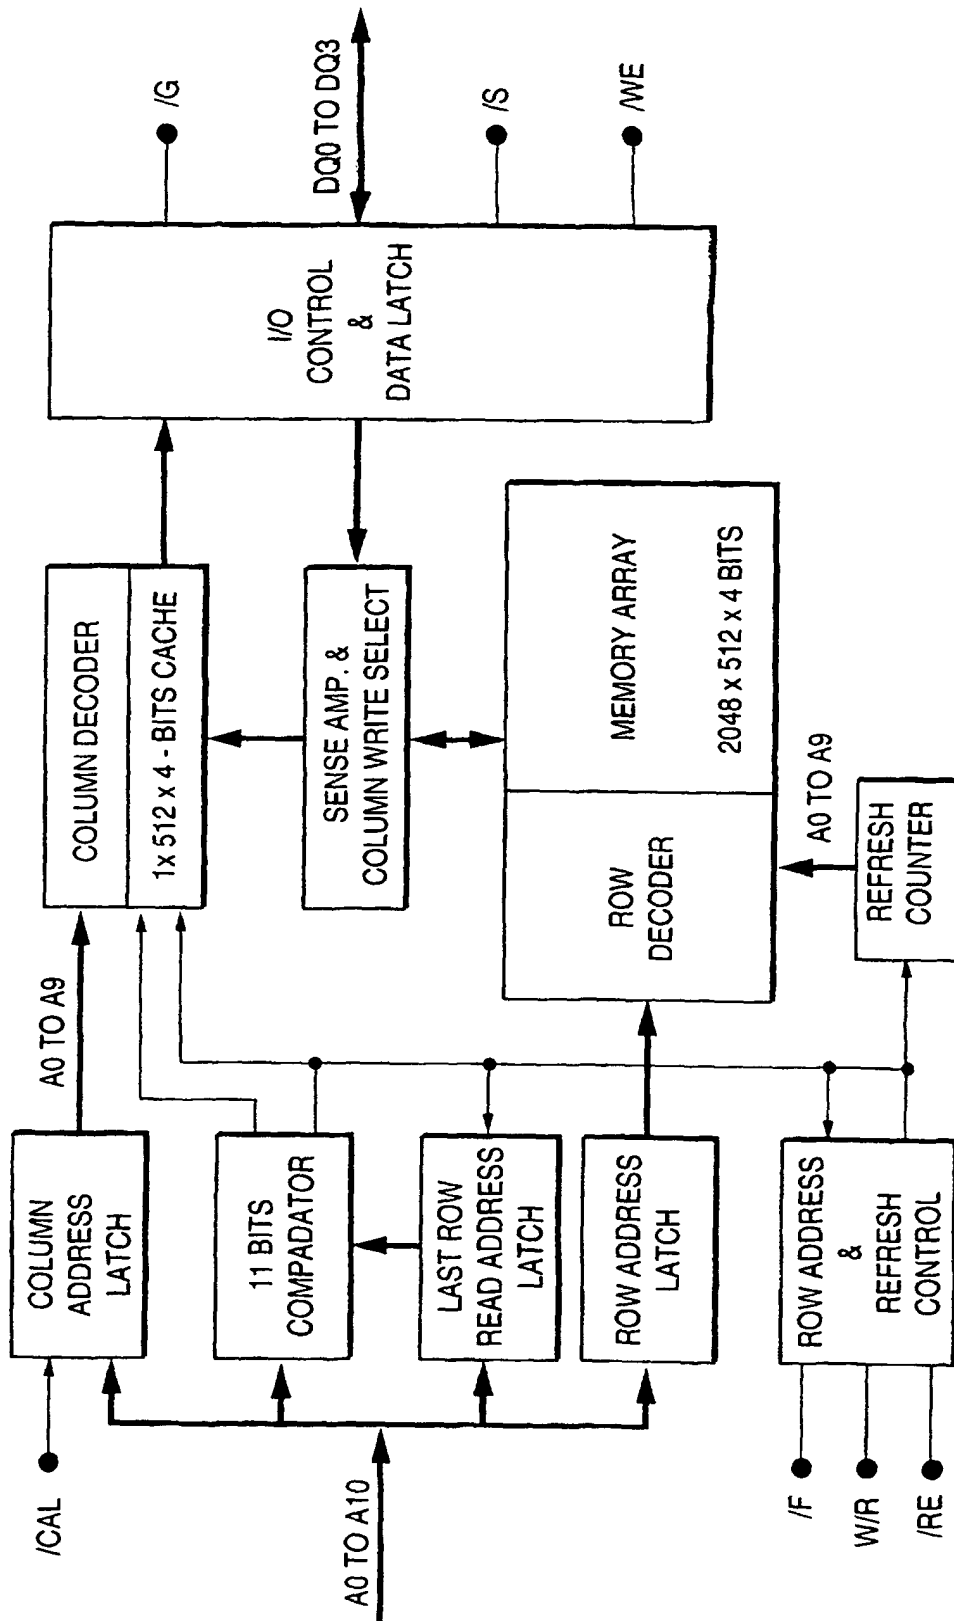 /CAL
A0 TO A10
/F
W/R
/RE
COLUMN
ADDRESS
LATCH
11 BITS
COMPADATOR
LAST ROW
READ ADDRESS
LATCH
ROW ADDRESS
LATCH
ROW ADDRESS
&
REFRESH
CONTROL
A0 TO A9
COLUMN DECODER
1x 512 x 4 - BITS CACHE
SENSE AMP. &
COLUMN WRITE SELECT
ROW
DECODER
MEMORY ARRAY
2048 x 512 x 4 BITS
A0 TO A9
REFRESH
COUNTER
I/O
CONTROL
&
DATA LATCH
/G
DQ0 TO DQ3
/S
/WE